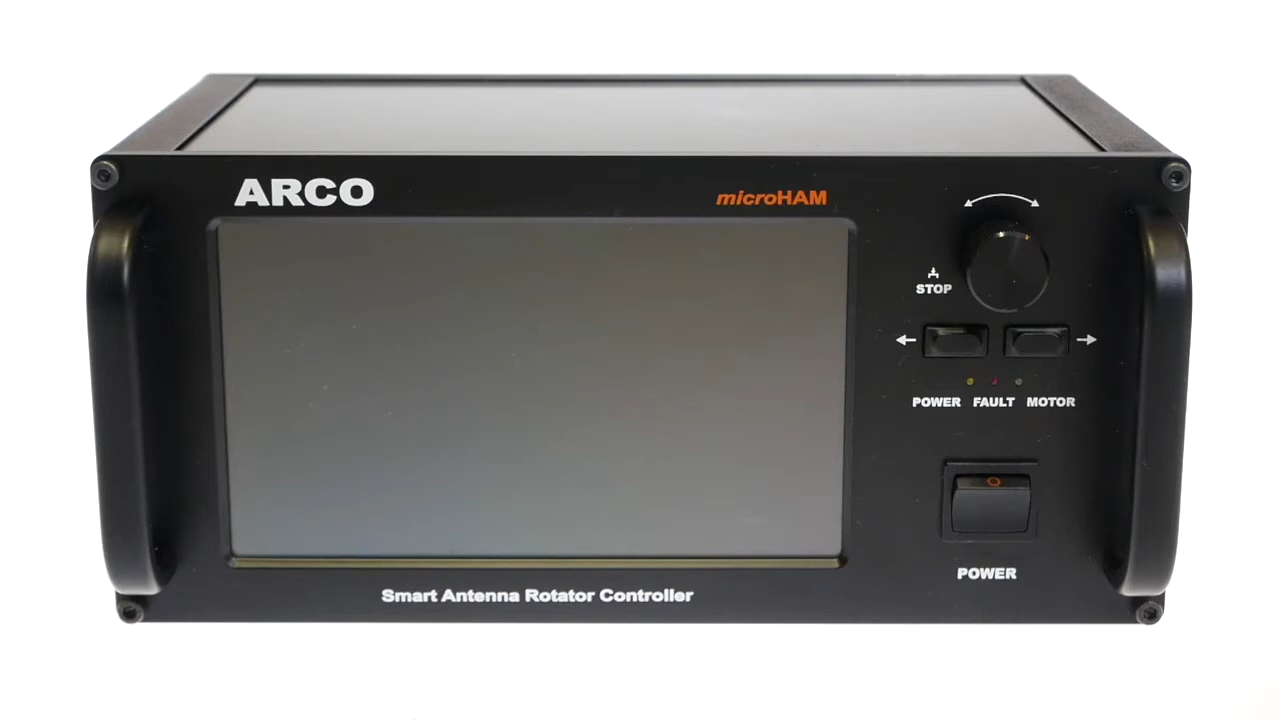 ARCO
microHAM
STOP
POWER FAULT MOTOR
POWER
Smart Antenna Rotator Controller